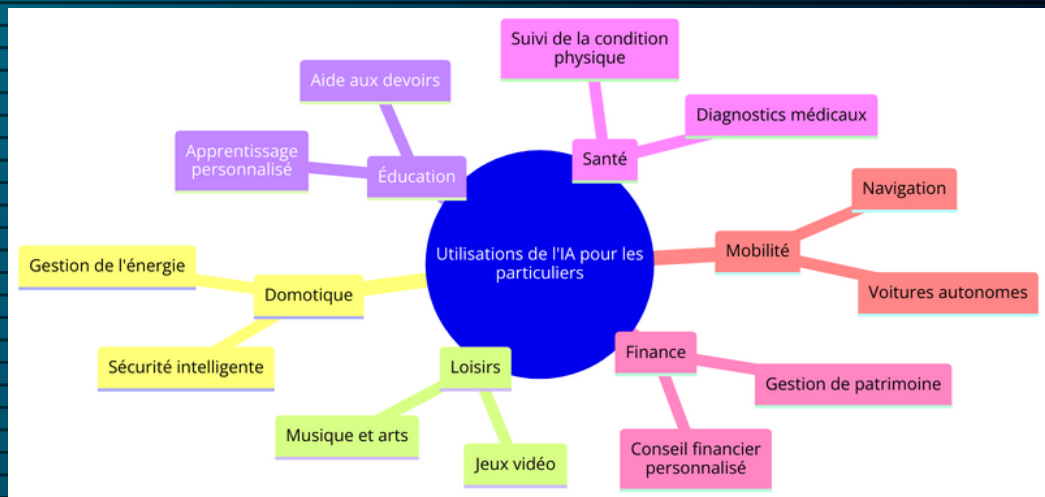 Suivi de la condition
physique
Aide aux devoirs
Diagnostics médicaux
Apprentissage
personnalisé
Éducation
Santé
Navigation
Utilisations de l'IA pour les
particuliers
Mobilité
Gestion de l'énergie
Domotique
Voitures autonomes
Sécurité intelligente
Loisirs
Finance
Gestion de patrimoine
Musique et arts
Jeux vidéo
Conseil financier
personnalisé